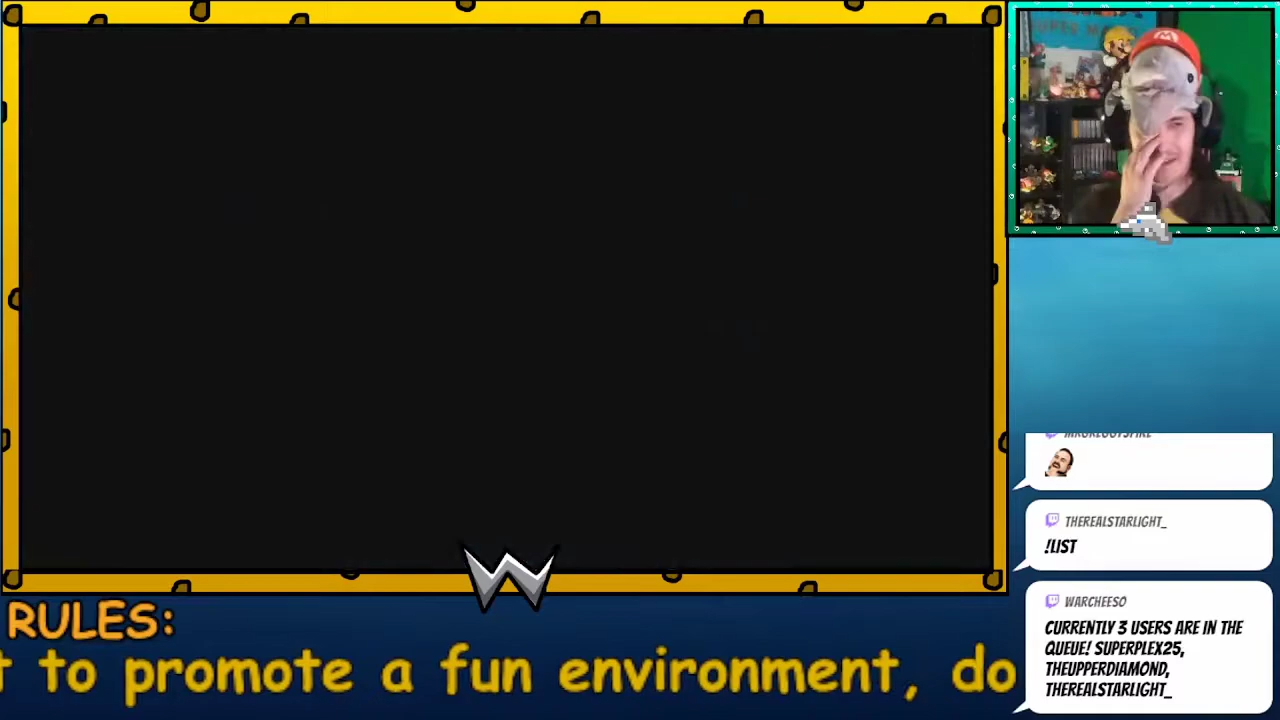 RULES:
to promote a fun environment, do
THEREALSTARLIGHT_
!LIST
WARCHEESO
CURRENTLY 3 USERS ARE IN THE
QUEUE! SUPERPLEX25,
THEUPPERDIAMOND,
THEREALSTARLIGHT_